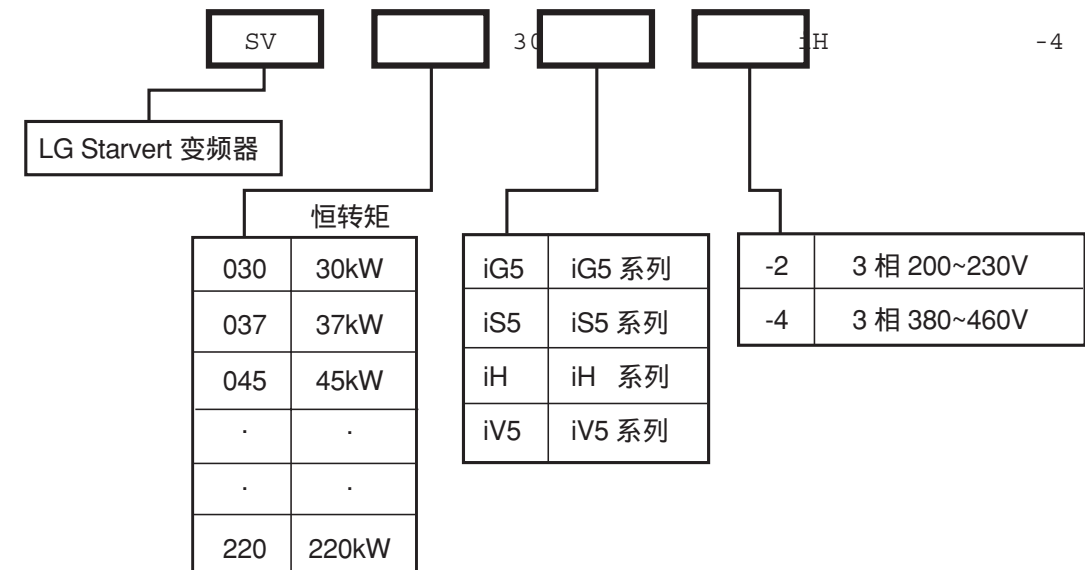 SV 30 iH -4
LG Starvert 变频器
恒转矩
030 30kW
037 37kW
045 45kW
. .
. .
220 220kW
iG5 iG5 系列
iS5 iS5 系列
iH iH 系列
iV5 iV5 系列
-2 3 相 200~230V
-4 3 相 380~460V